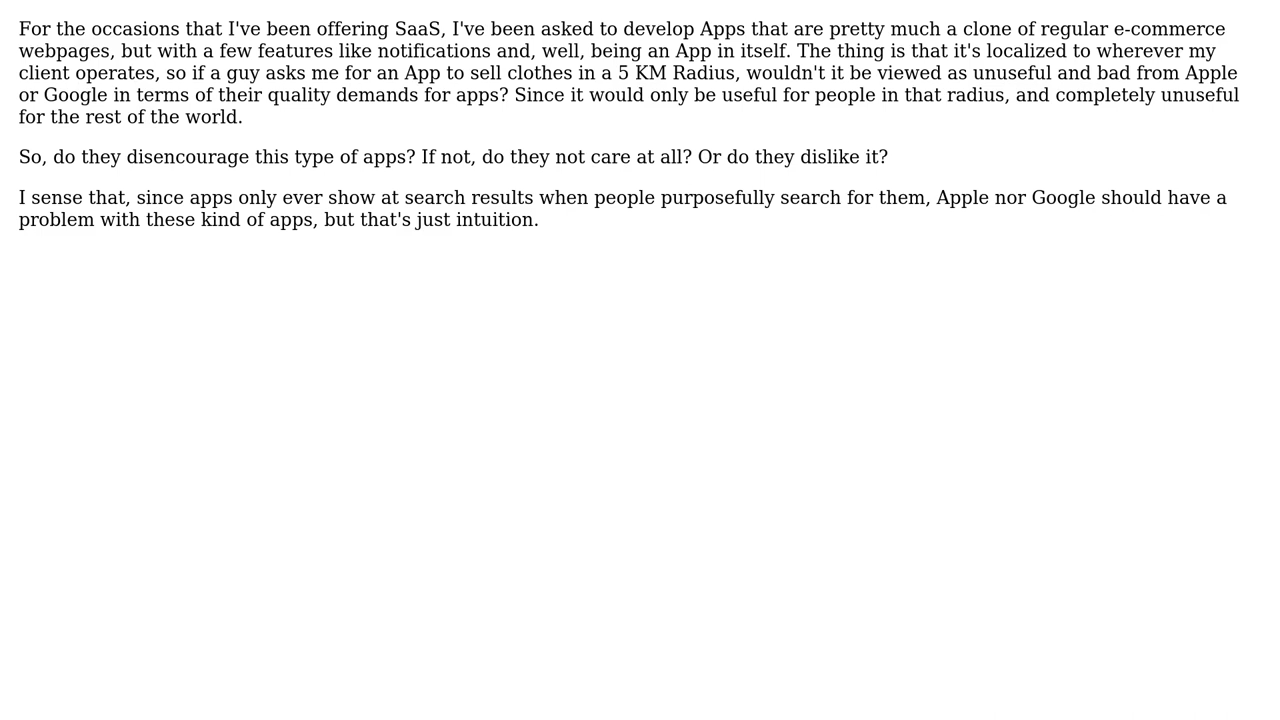 For the occasions that I've been offering SaaS, I've been asked to develop Apps that are pretty much a clone of regular e-commerce
webpages, but with a few features like notifications and, well, being an App in itself. The thing is that it's localized to wherever my
client operates, so if a guy asks me for an App to sell clothes in a 5 KM Radius, wouldn't it be viewed as unuseful and bad from Apple
or Google in terms of their quality demands for apps? Since it would only be useful for people in that radius, and completely unuseful
for the rest of the world.
So, do they disencourage this type of apps? If not, do they not care at all? Or do they dislike it?
I sense that, since apps only ever show at search results when people purposefully search for them, Apple nor Google should have a
problem with these kind of apps, but that's just intuition.